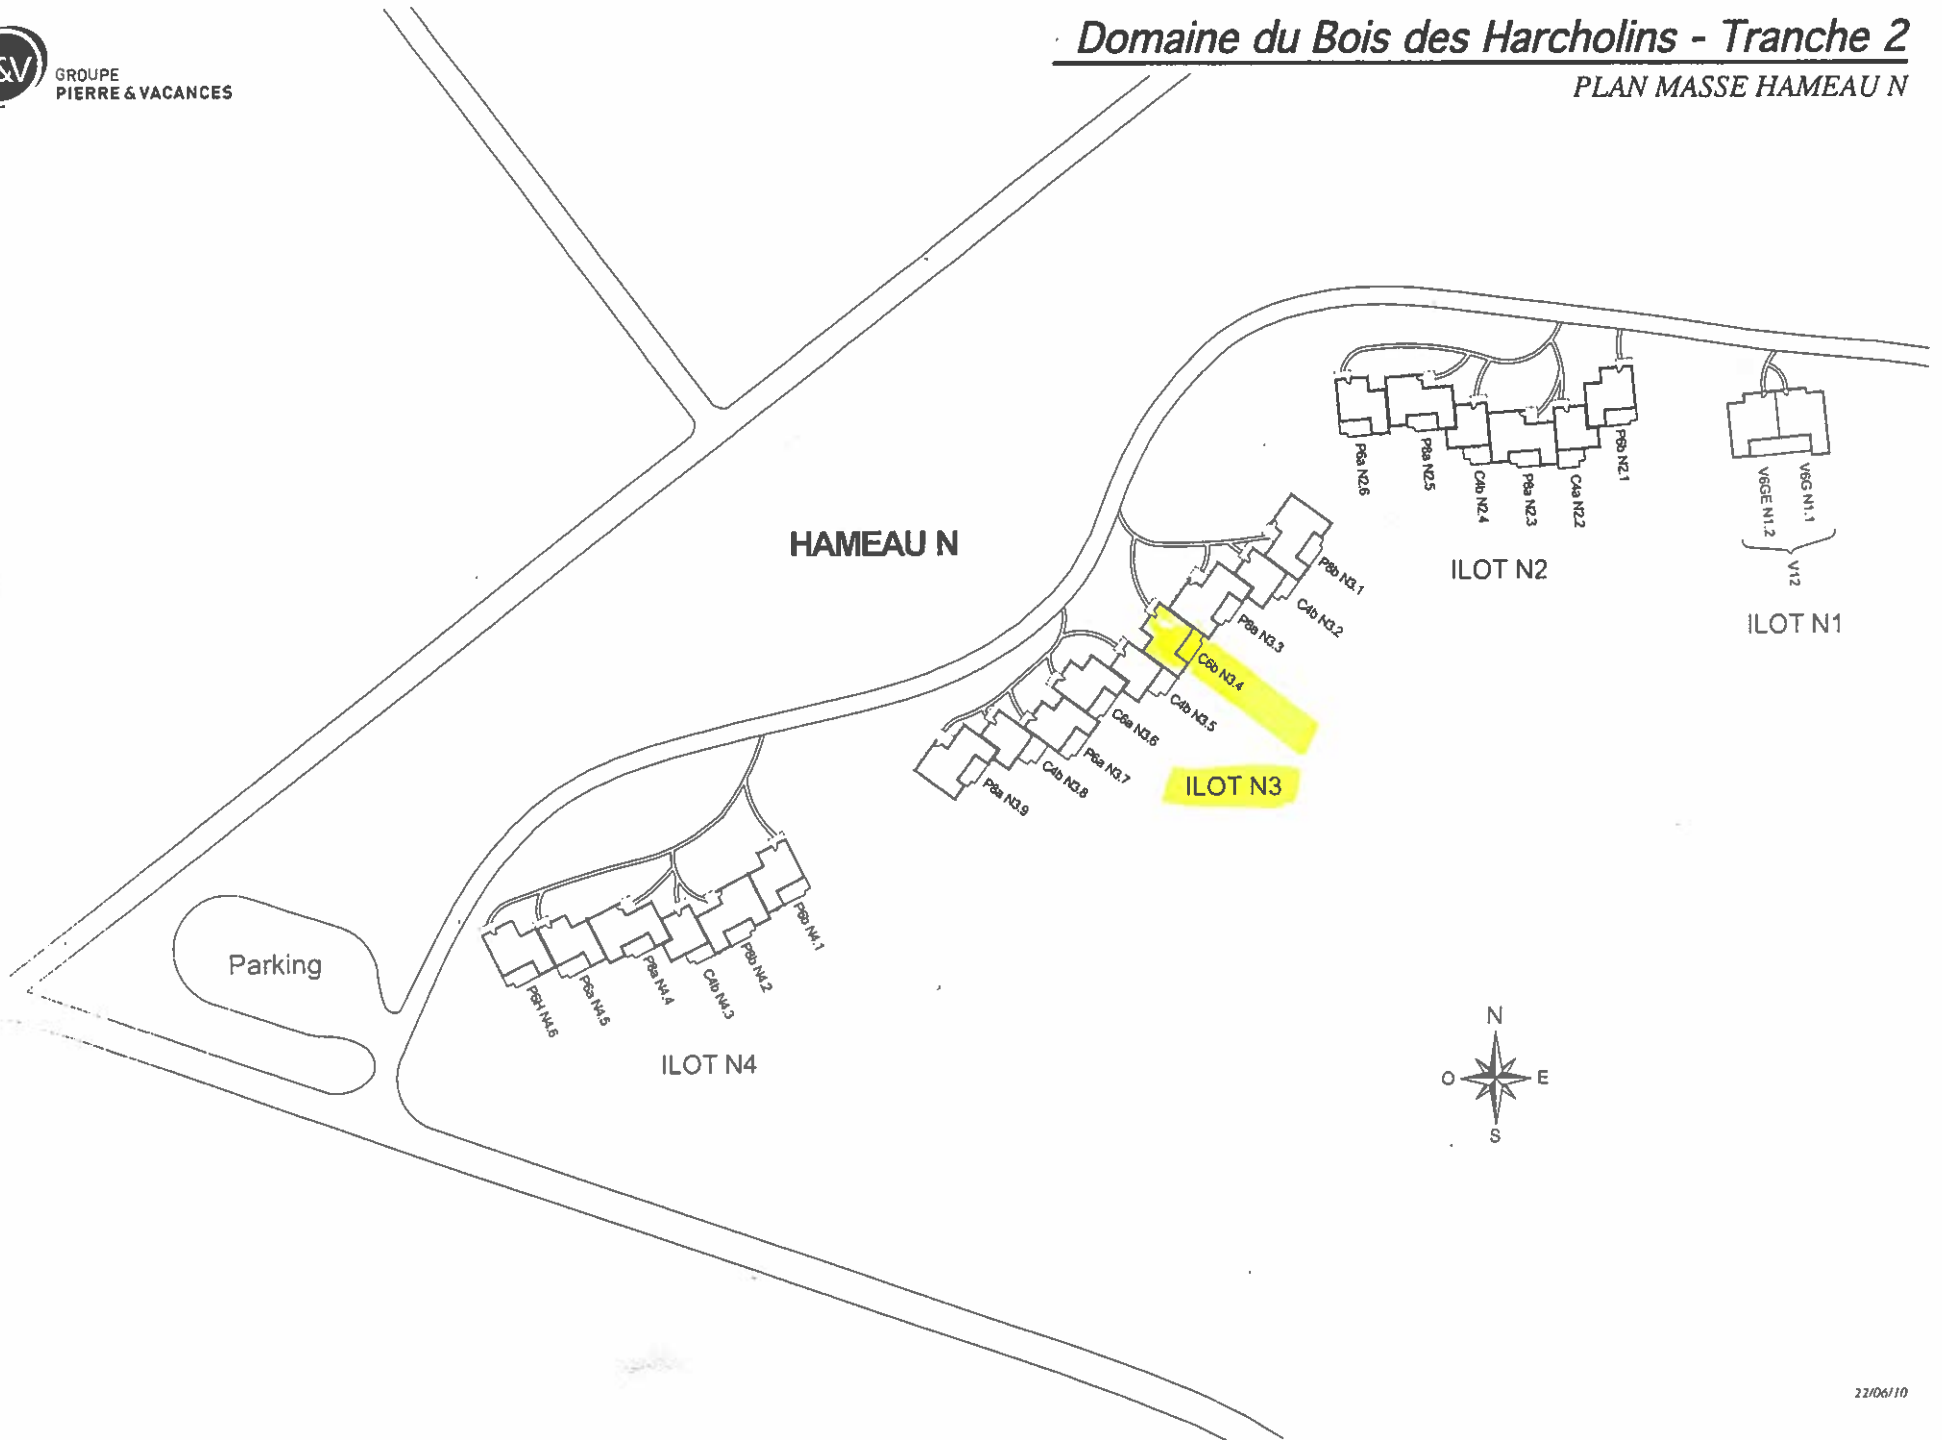 &V
GROUPE
PIERRE & VACANCES
Domaine du Bois des Harcholins - Tranche 2
PLAN MASSE HAMEAU N
HAMEAU N
P6a N2.6
P8a N2.5
C4b N2.4
P8a N2.3
C4a N2.2
P6b N2.1
ILOT N2
V6GE N1.2
V6G N1.1
V12
ILOT N1
P8b N3.1
C4b N3.2
P8a N3.3
C6b N3.4
C4b N3.5
C6a N3.6
P6a N3.7
C4b N3.8
P8a N3.9
ILOT N3
P6b N4.1
P8b N4.2
C4b N4.3
P8a N4.4
P6a N4.5
P6H N4.6
ILOT N4
Parking
N
O
E
S
22/06/10